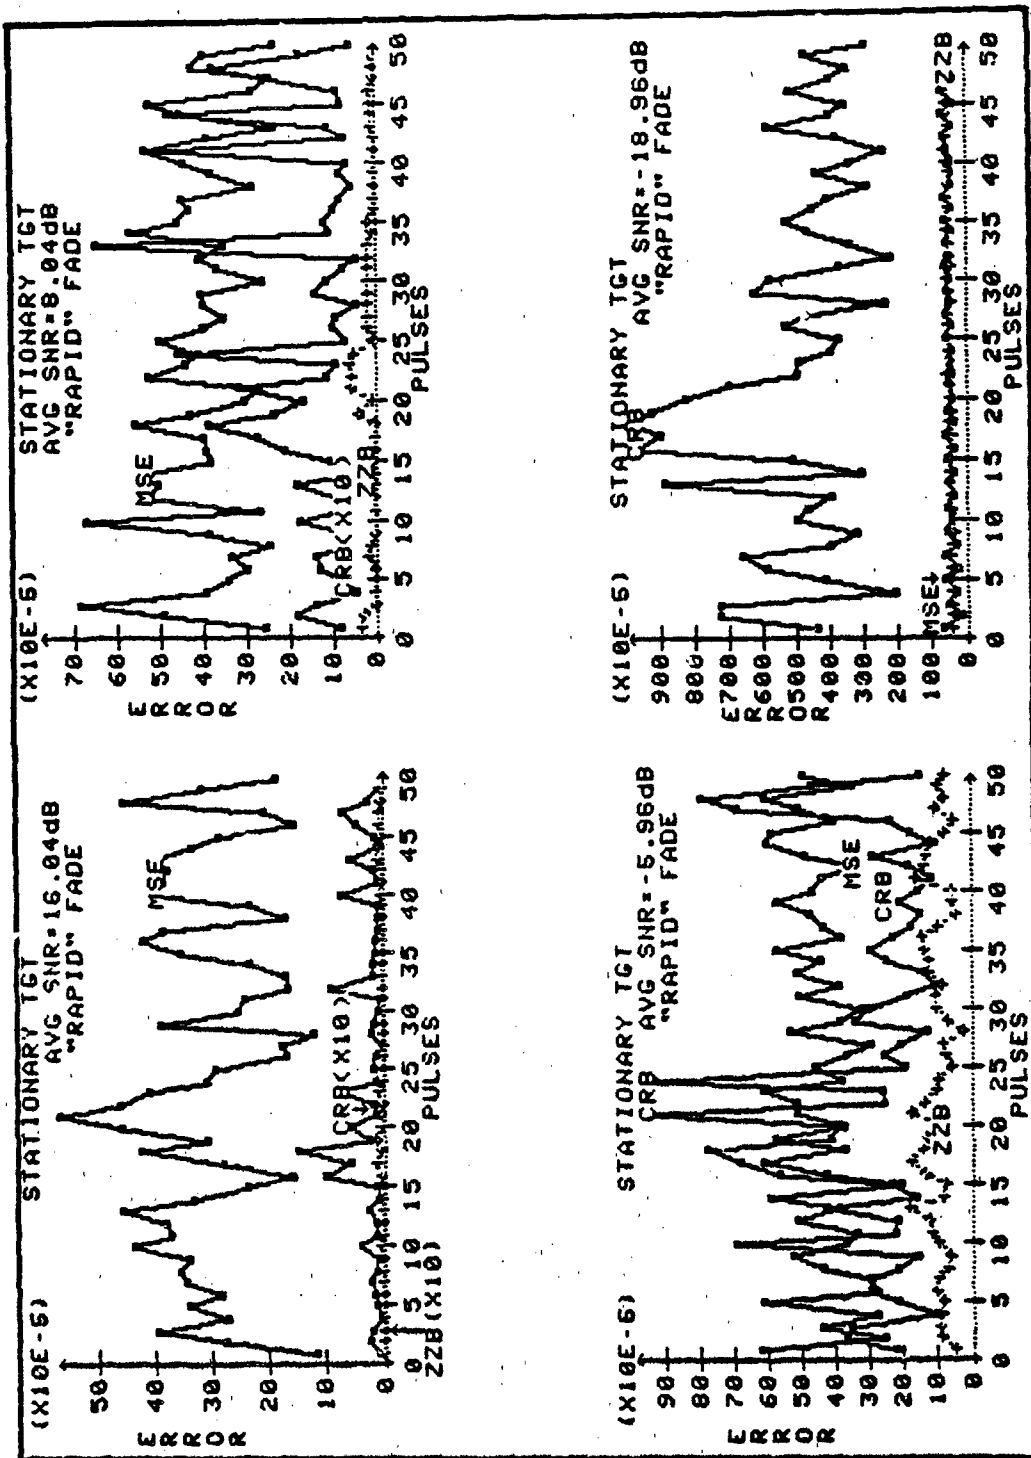 STATIONARY TGT
AVG SNR=16.04dB
"RAPID" FADE
(X10E-5)
50
40
30
20
10
0
ERROR
MSE
CRB(X10)
0 5 10 15 20 25 30 35 40 45 50
ZZB(X10)
PULSES
STATIONARY TGT
AVG SNR=8.04dB
"RAPID" FADE
(X10E-5)
70
60
50
40
30
20
10
0
ERROR
MSE
CRB(X10)
ZZB
0 5 10 15 20 25 30 35 40 45 50
PULSES
STATIONARY TGT
CRB
AVG SNR=-5.96dB
"RAPID" FADE
(X10E-5)
90
80
70
60
50
40
30
20
10
0
ERROR
MSE
CRB
ZZB
0 5 10 15 20 25 30 35 40 45 50
PULSES
STATIONARY TGT
CRB
AVG SNR=-18.96dB
"RAPID" FADE
(X10E-5)
900
800
700
600
500
400
300
200
100
0
ERROR
MSE
ZZB
0 5 10 15 20 25 30 35 40 45 50
PULSES